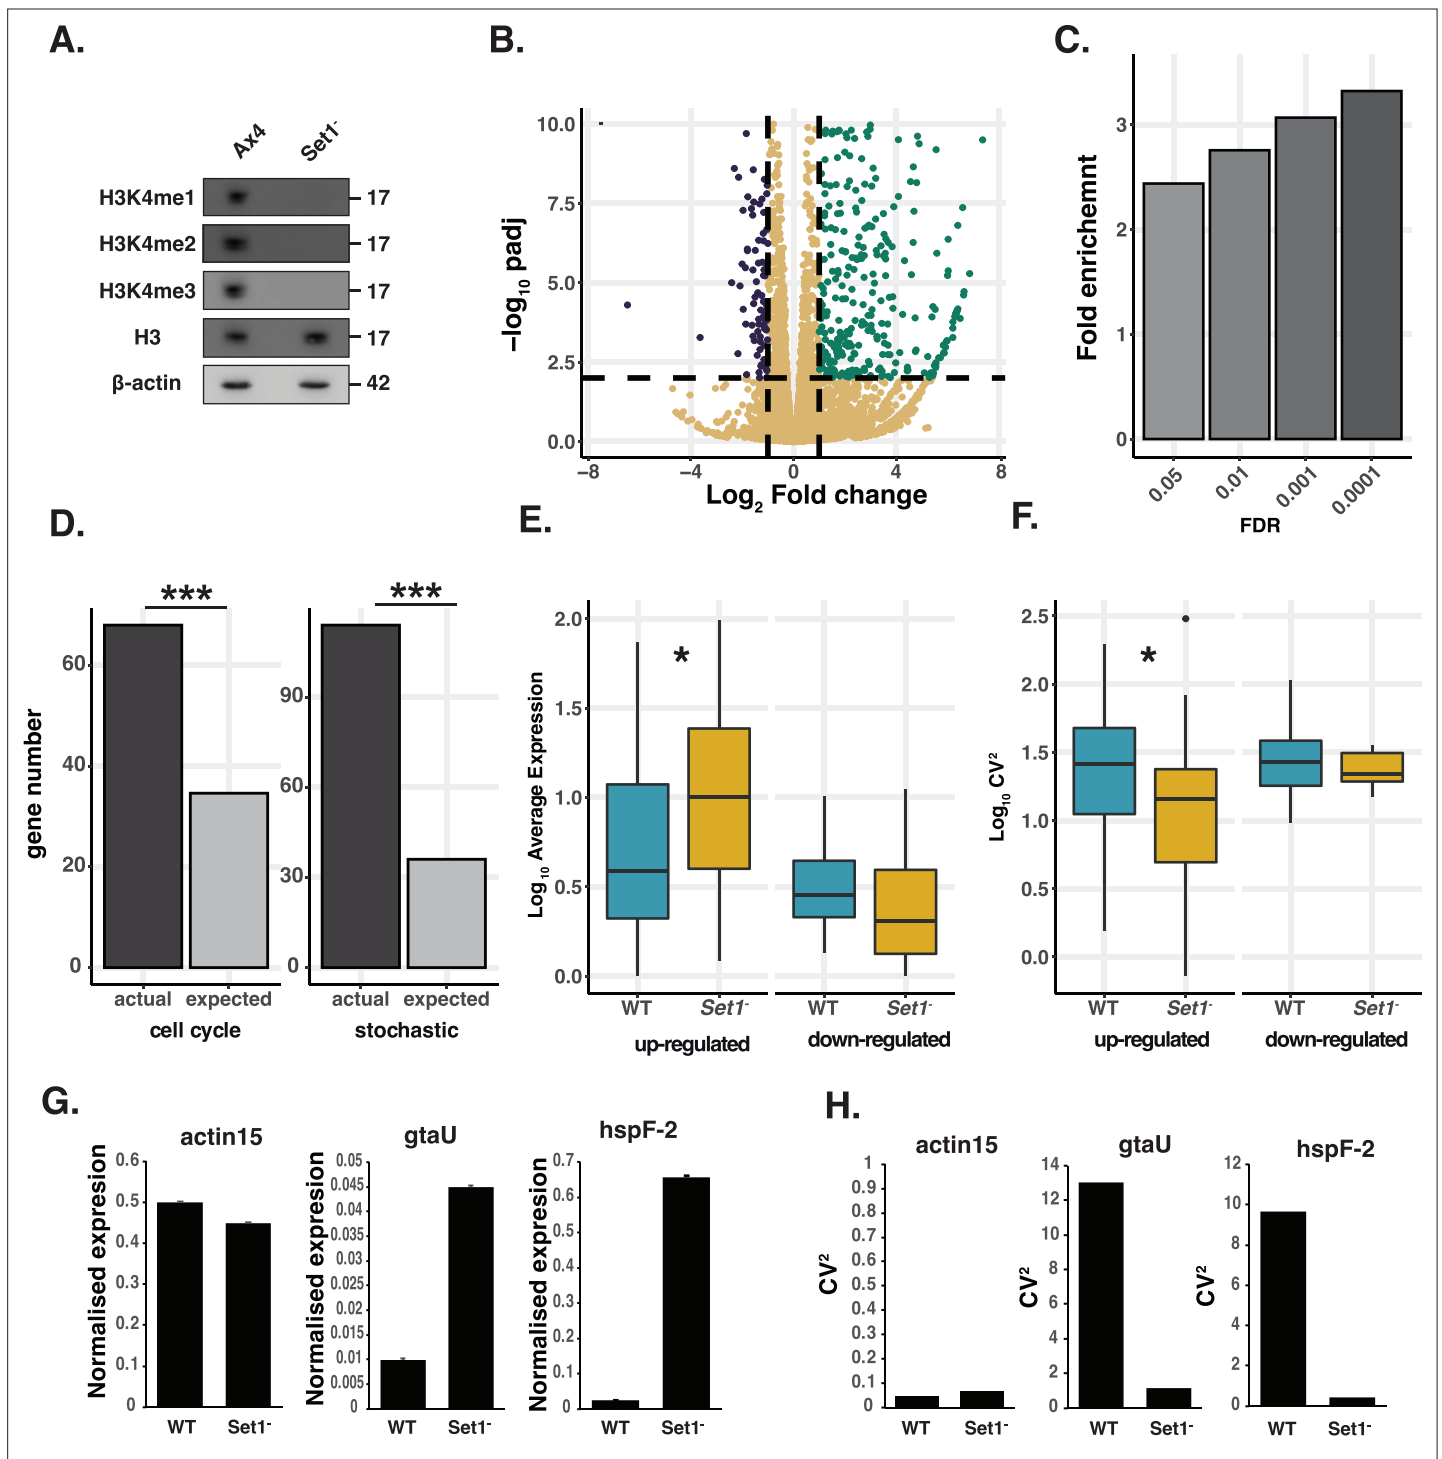 A.
Ax4 Set1-
H3K4me1 17
H3K4me2 17
H3K4me3 17
H3 17
β-actin 42
B.
−log10 padj
10.0
7.5
5.0
2.5
0.0
−8 −4 0 4 8
Log2 Fold change
C.
Fold enrichemnt
3
2
1
0
0.05 0.01 0.001 0.0001
FDR
D.
gene number
***
60
40
20
0
actual expected
cell cycle
***
90
60
30
0
actual expected
stochastic
E.
Log10 Average Expression
2.0
1.5
1.0
0.5
0.0
*
WT Set1- WT Set1-
up-regulated down-regulated
F.
Log10 CV2
2.5
2.0
1.5
1.0
0.5
0.0
*
WT Set1- WT Set1-
up-regulated down-regulated
G.
actin15
Normalised expresion
0.6
0.5
0.4
0.3
0.2
0.1
0
WT Set1-
gtaU
Normalised expresion
0.05
0.045
0.04
0.035
0.03
0.025
0.02
0.015
0.01
0.005
0
WT Set1-
hspF-2
Normalised expresion
0.7
0.6
0.5
0.4
0.3
0.2
0.1
0
WT Set1-
H.
actin15
CV2
1
0.9
0.8
0.7
0.6
0.5
0.4
0.3
0.2
0.1
0
WT Set1-
gtaU
CV2
14
12
10
8
6
4
2
0
WT Set1-
hspF-2
CV2
12
10
8
6
4
2
0
WT Set1-